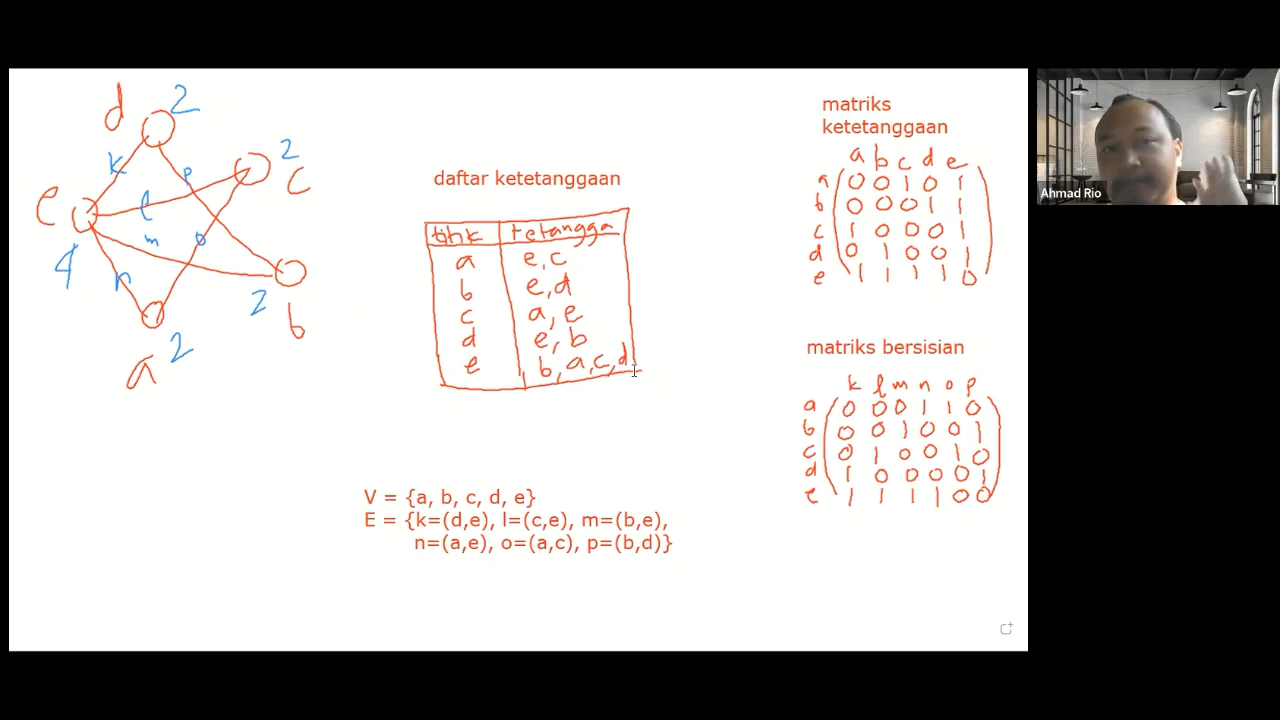 d 2
k
p
2
c
e
l
4
m
o
n
2
b
a 2
daftar ketetanggaan
titik tetangga
a e,c
b e,d
c a,e
d e,b
e b,a,c,d
V = {a, b, c, d, e}
E = {k=(d,e), l=(c,e), m=(b,e),
n=(a,e), o=(a,c), p=(b,d)}
matriks
ketetanggaan
a b c d e
a 0 0 1 0 1
b 0 0 0 1 1
c 1 0 0 0 1
d 0 1 0 0 1
e 1 1 1 1 0
matriks bersisian
k l m n o p
a 0 0 0 1 1 0
b 0 0 1 0 0 1
c 0 1 0 0 1 0
d 1 0 0 0 0 1
e 1 1 1 1 0 0
Ahmad Rio